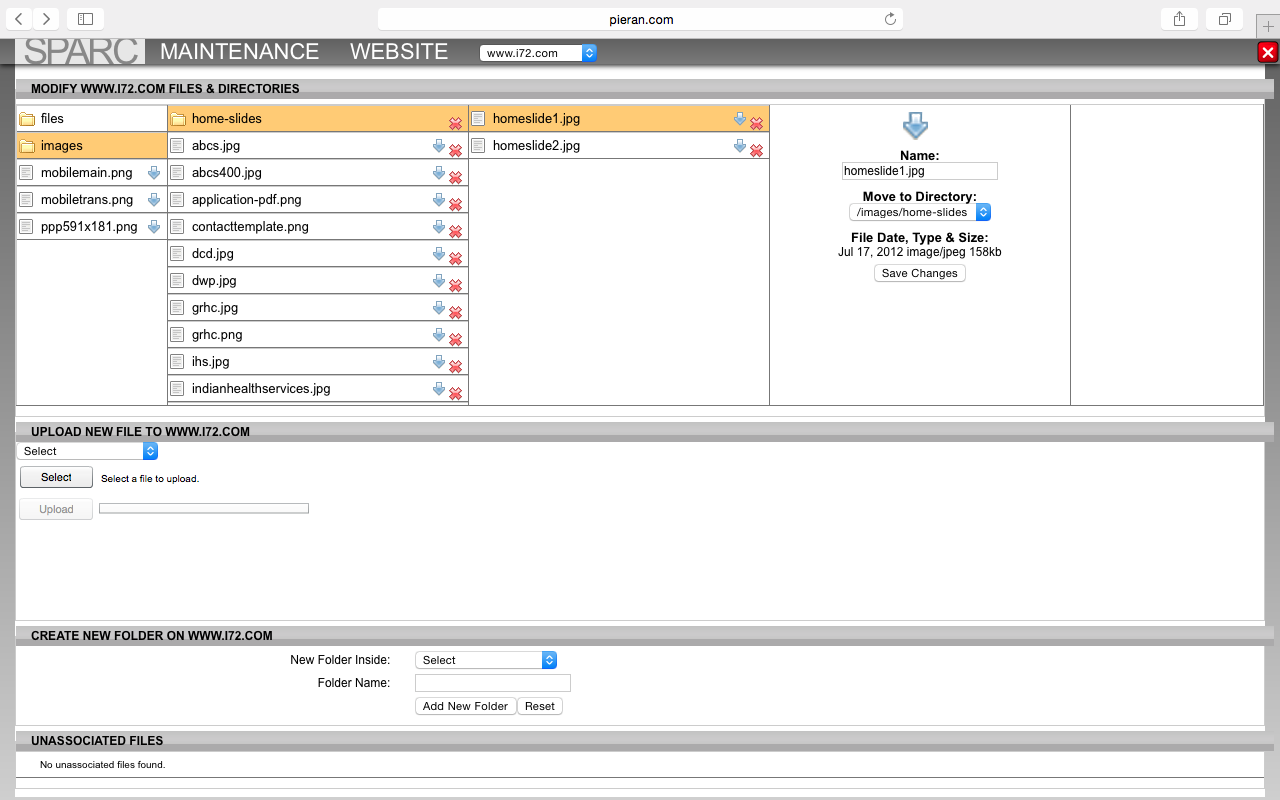 pieran.com
SPARC MAINTENANCE WEBSITE www.i72.com
MODIFY WWW.I72.COM FILES & DIRECTORIES
files
images
mobilemain.png
mobiletrans.png
ppp591x181.png
home-slides
abcs.jpg
abcs400.jpg
application-pdf.png
contacttemplate.png
dcd.jpg
dwp.jpg
grhc.jpg
grhc.png
ihs.jpg
indianhealthservices.jpg
homeslide1.jpg
homeslide2.jpg
Name:
homeslide1.jpg
Move to Directory:
/images/home-slides
File Date, Type & Size:
Jul 17, 2012 image/jpeg 158kb
Save Changes
UPLOAD NEW FILE TO WWW.I72.COM
Select
Select Select a file to upload.
Upload
CREATE NEW FOLDER ON WWW.I72.COM
New Folder Inside: Select
Folder Name:
Add New Folder Reset
UNASSOCIATED FILES
No unassociated files found.